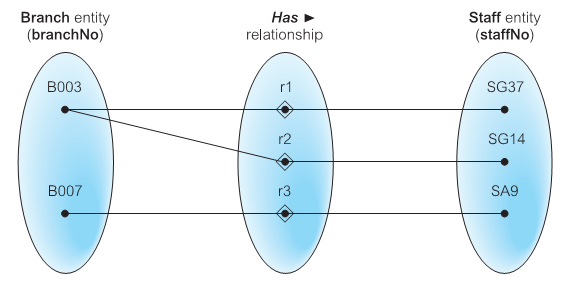 Branch entity
(branchNo)
Has ►
relationship
Staff entity
(staffNo)
B003
r1
SG37
r2
SG14
B007
r3
SA9